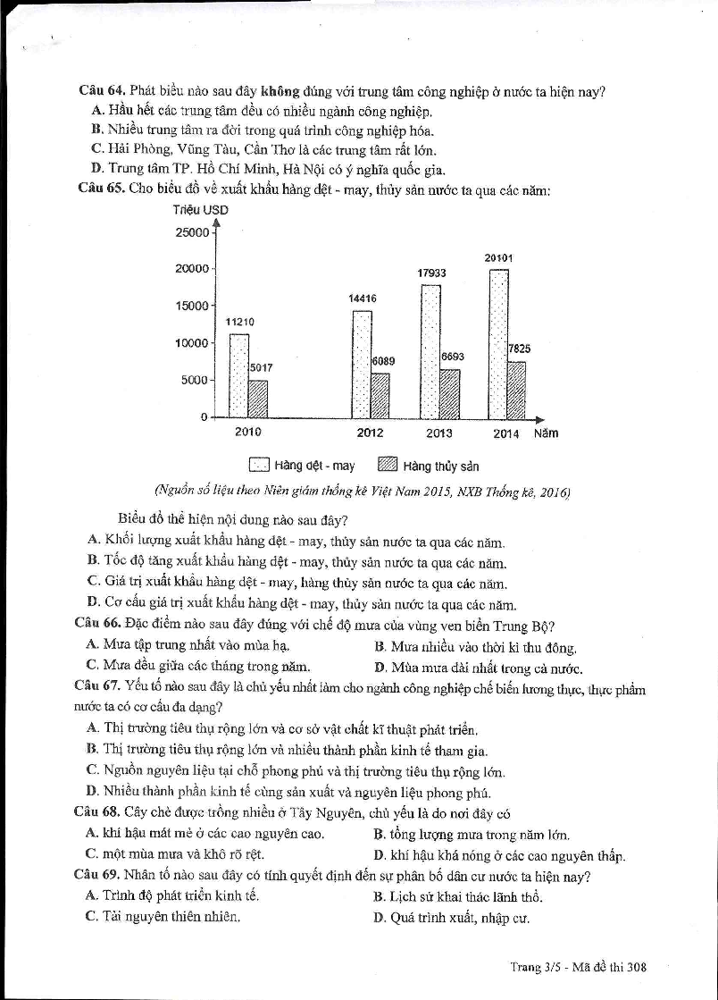 Câu 64. Phát biểu nào sau đây không đúng với trung tâm công nghiệp ở nước ta hiện nay?
A. Hầu hết các trung tâm đều có nhiều ngành công nghiệp.
B. Nhiều trung tâm ra đời trong quá trình công nghiệp hóa.
C. Hải Phòng, Vũng Tàu, Cần Thơ là các trung tâm rất lớn.
D. Trung tâm TP. Hồ Chí Minh, Hà Nội có ý nghĩa quốc gia.
Câu 65. Cho biểu đồ về xuất khẩu hàng dệt - may, thủy sản nước ta qua các năm:
Triệu USD
25000
20000
15000
10000
5000
0
11210
5017
14416
6089
17933
6693
20101
7825
2010 2012 2013 2014 Năm
Hàng dệt - may Hàng thủy sản
(Nguồn số liệu theo Niên giám thống kê Việt Nam 2015, NXB Thống kê, 2016)
Biểu đồ thể hiện nội dung nào sau đây?
A. Khối lượng xuất khẩu hàng dệt - may, thủy sản nước ta qua các năm.
B. Tốc độ tăng xuất khẩu hàng dệt - may, thủy sản nước ta qua các năm.
C. Giá trị xuất khẩu hàng dệt - may, hàng thủy sản nước ta qua các năm.
D. Cơ cấu giá trị xuất khẩu hàng dệt - may, thủy sản nước ta qua các năm.
Câu 66. Đặc điểm nào sau đây đúng với chế độ mưa của vùng ven biển Trung Bộ?
A. Mưa tập trung nhất vào mùa hạ. B. Mưa nhiều vào thời kì thu đông.
C. Mưa đều giữa các tháng trong năm. D. Mùa mưa dài nhất trong cả nước.
Câu 67. Yếu tố nào sau đây là chủ yếu nhất làm cho ngành công nghiệp chế biến lương thực, thực phẩm
nước ta có cơ cấu đa dạng?
A. Thị trường tiêu thụ rộng lớn và cơ sở vật chất kĩ thuật phát triển.
B. Thị trường tiêu thụ rộng lớn và nhiều thành phần kinh tế tham gia.
C. Nguồn nguyên liệu tại chỗ phong phú và thị trường tiêu thụ rộng lớn.
D. Nhiều thành phần kinh tế cùng sản xuất và nguyên liệu phong phú.
Câu 68. Cây chè được trồng nhiều ở Tây Nguyên, chủ yếu là do nơi đây có
A. khí hậu mát mẻ ở các cao nguyên cao. B. tổng lượng mưa trong năm lớn.
C. một mùa mưa và khô rõ rệt. D. khí hậu khá nóng ở các cao nguyên thấp.
Câu 69. Nhân tố nào sau đây có tính quyết định đến sự phân bố dân cư nước ta hiện nay?
A. Trình độ phát triển kinh tế. B. Lịch sử khai thác lãnh thổ.
C. Tài nguyên thiên nhiên. D. Quá trình xuất, nhập cư.
Trang 3/5 - Mã đề thi 308